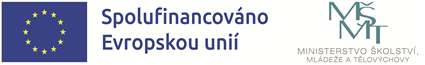 Spolufinancováno
Evropskou unií
MŠMT
MINISTERSTVO ŠKOLSTVÍ,
MLÁDEŽE A TĚLOVÝCHOVY